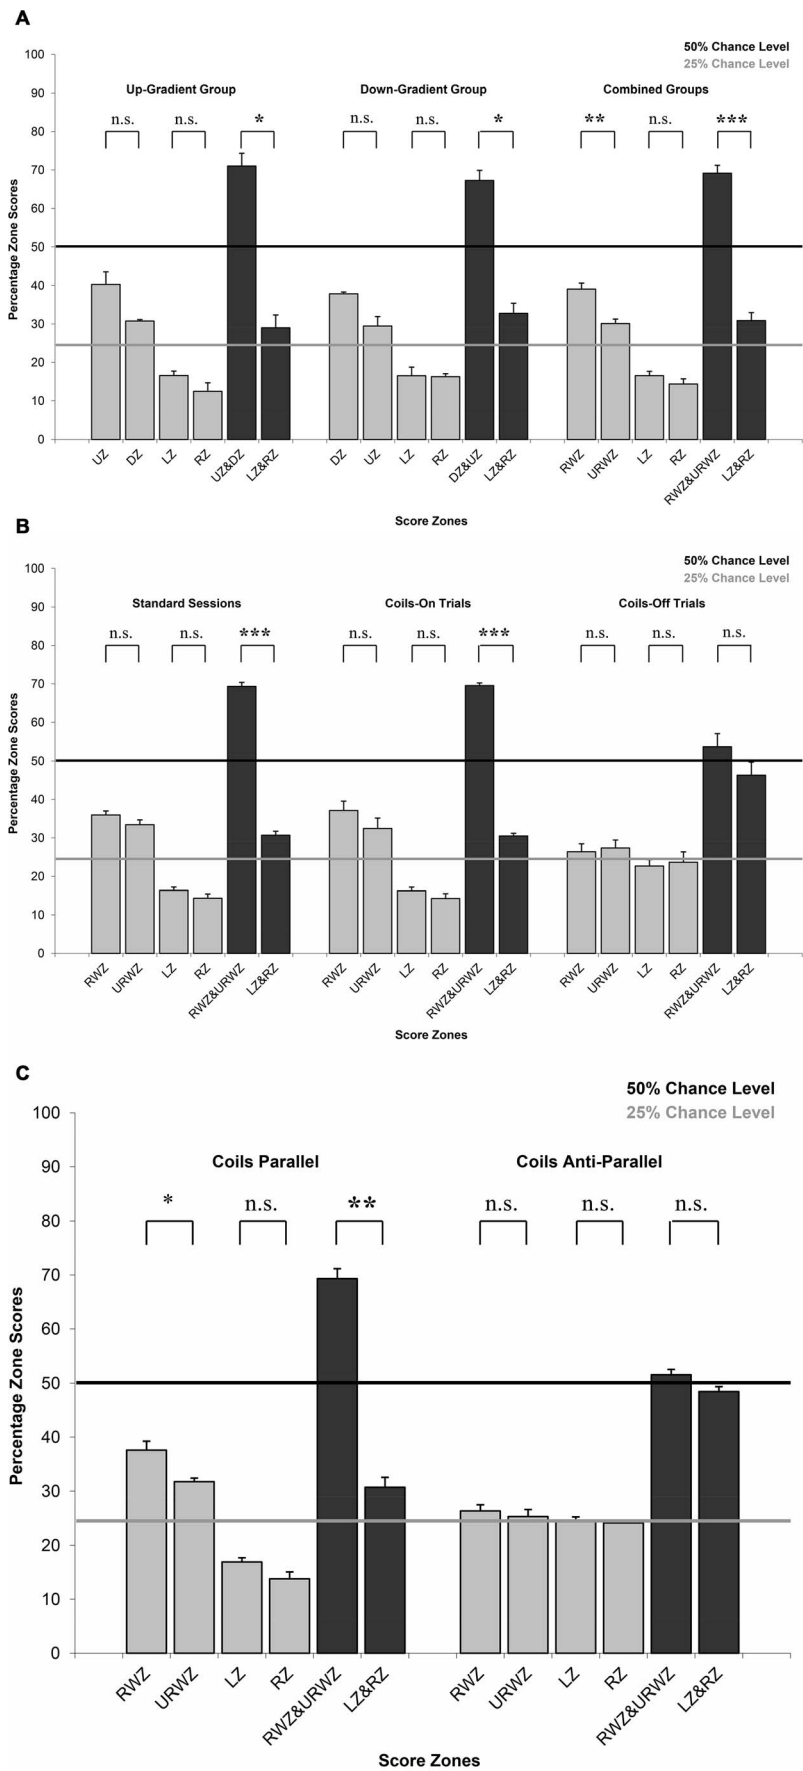 A
50% Chance Level
25% Chance Level
Up-Gradient Group Down-Gradient Group Combined Groups
n.s. n.s. * n.s. n.s. * ** n.s. ***
Percentage Zone Scores
100
90
80
70
60
50
40
30
20
10
0
UZ DZ LZ RZ UZ&DZ LZ&RZ DZ UZ LZ RZ DZ&UZ LZ&RZ RWZ URWZ LZ RZ RWZ&URWZ LZ&RZ
Score Zones
B
50% Chance Level
25% Chance Level
Standard Sessions Coils-On Trials Coils-Off Trials
n.s. n.s. *** n.s. n.s. *** n.s. n.s. n.s.
Percentage Zone Scores
100
90
80
70
60
50
40
30
20
10
0
RWZ URWZ LZ RZ RWZ&URWZ LZ&RZ RWZ URWZ LZ RZ RWZ&URWZ LZ&RZ RWZ URWZ LZ RZ RWZ&URWZ LZ&RZ
Score Zones
C
50% Chance Level
25% Chance Level
Coils Parallel Coils Anti-Parallel
* n.s. ** n.s. n.s. n.s.
Percentage Zone Scores
100
90
80
70
60
50
40
30
20
10
0
RWZ URWZ LZ RZ RWZ&URWZ LZ&RZ RWZ URWZ LZ RZ RWZ&URWZ LZ&RZ
Score Zones